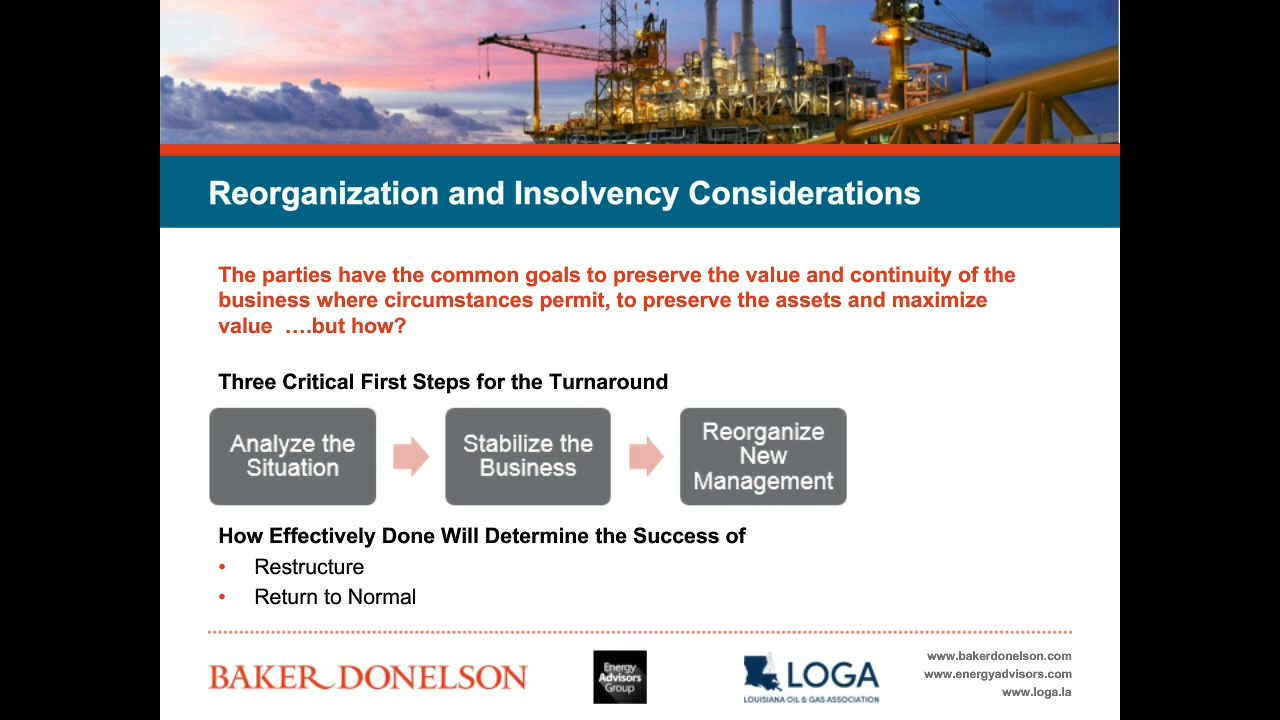 Reorganization and Insolvency Considerations
The parties have the common goals to preserve the value and continuity of the
business where circumstances permit, to preserve the assets and maximize
value ….but how?
Three Critical First Steps for the Turnaround
Analyze the
Situation
Stabilize the
Business
Reorganize
New
Management
How Effectively Done Will Determine the Success of
• Restructure
• Return to Normal
BAKER DONELSON
Energy
Advisors
Group
LOGA
LOUISIANA OIL & GAS ASSOCIATION
www.bakerdonelson.com
www.energyadvisors.com
www.loga.la